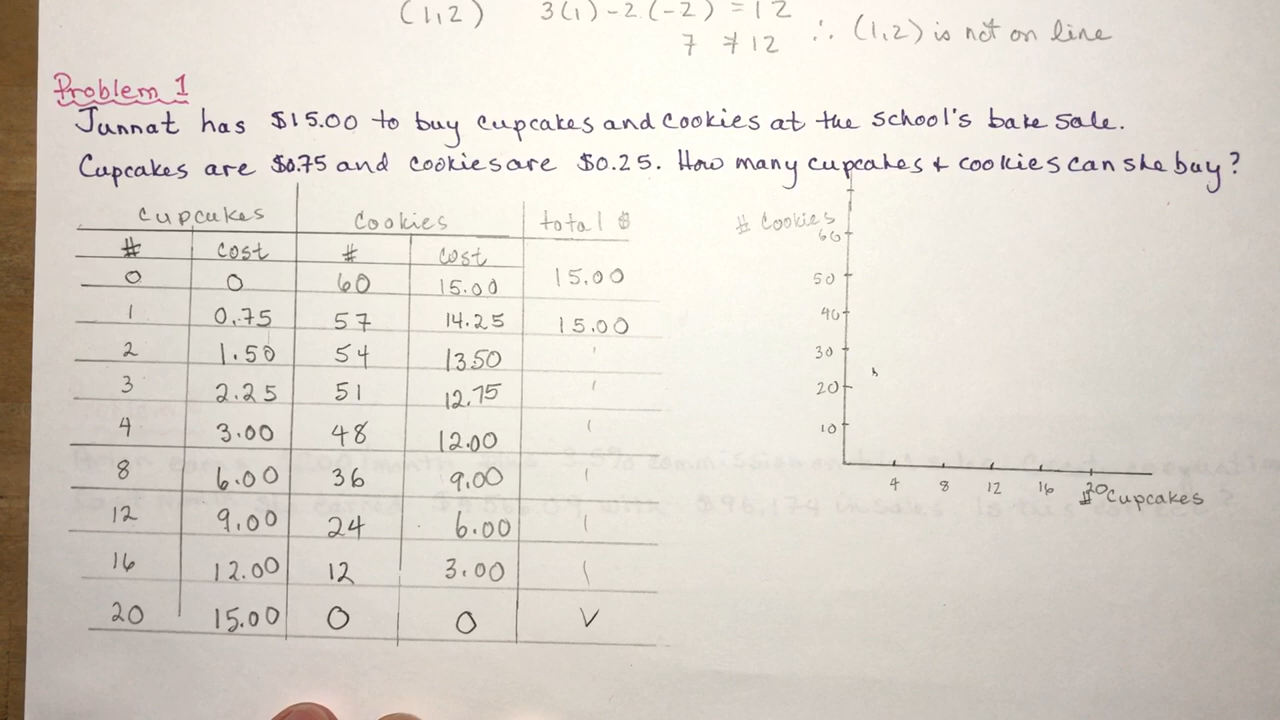 (1,2) 3(1)-2(-2) = 12
7 ≠ 12 ∴ (1,2) is not on line
Problem 1
Junnat has $15.00 to buy cupcakes and cookies at the school's bake sale.
Cupcakes are $0.75 and cookies are $0.25. How many cupcakes + cookies can she buy?
cupcakes Cookies total $
# cost # cost
0 0 60 15.00 15.00
1 0.75 57 14.25 15.00
2 1.50 54 13.50
3 2.25 51 12.75
4 3.00 48 12.00
8 6.00 36 9.00
12 9.00 24 6.00
16 12.00 12 3.00
20 15.00 0 0
# Cookies
60
50
40
30
20
10
4 8 12 16 20
# Cupcakes